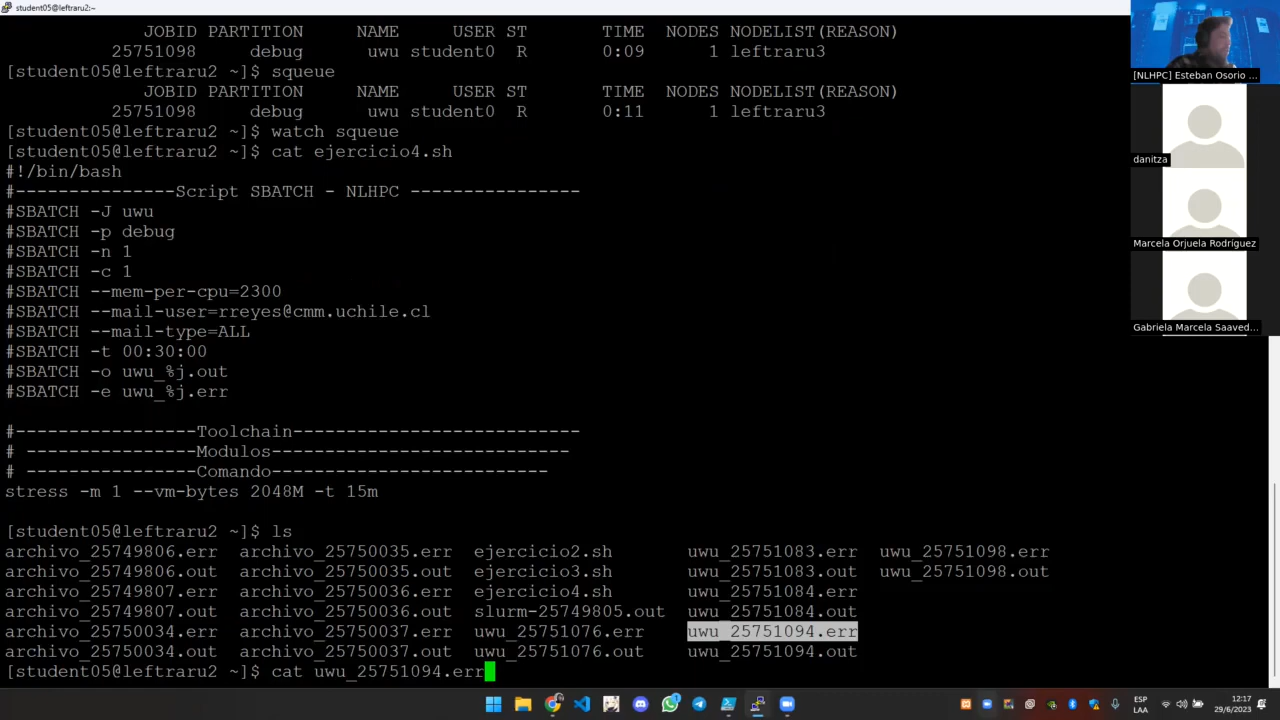 student05@leftraru2:~
JOBID PARTITION NAME USER ST TIME NODES NODELIST(REASON)
25751098 debug uwu student0 R 0:09 1 leftraru3
[student05@leftraru2 ~]$ squeue
JOBID PARTITION NAME USER ST TIME NODES NODELIST(REASON)
25751098 debug uwu student0 R 0:11 1 leftraru3
[student05@leftraru2 ~]$ watch squeue
[student05@leftraru2 ~]$ cat ejercicio4.sh
#!/bin/bash
#---------------Script SBATCH - NLHPC ----------------
#SBATCH -J uwu
#SBATCH -p debug
#SBATCH -n 1
#SBATCH -c 1
#SBATCH --mem-per-cpu=2300
#SBATCH --mail-user=rreyes@cmm.uchile.cl
#SBATCH --mail-type=ALL
#SBATCH -t 00:30:00
#SBATCH -o uwu_%j.out
#SBATCH -e uwu_%j.err
#-----------------Toolchain---------------------------
# ----------------Modulos----------------------------
# ----------------Comando--------------------------
stress -m 1 --vm-bytes 2048M -t 15m
[student05@leftraru2 ~]$ ls
archivo_25749806.err archivo_25750035.err ejercicio2.sh uwu_25751083.err uwu_25751098.err
archivo_25749806.out archivo_25750035.out ejercicio3.sh uwu_25751083.out uwu_25751098.out
archivo_25749807.err archivo_25750036.err ejercicio4.sh uwu_25751084.err
archivo_25749807.out archivo_25750036.out slurm-25749805.out uwu_25751084.out
archivo_25750034.err archivo_25750037.err uwu_25751076.err uwu_25751094.err
archivo_25750034.out archivo_25750037.out uwu_25751076.out uwu_25751094.out
[student05@leftraru2 ~]$ cat uwu_25751094.err
[NLHPC] Esteban Osorio ...
danitza
Marcela Orjuela Rodríguez
Gabriela Marcela Saaved...
ESP
LAA
12:17
29/6/2023